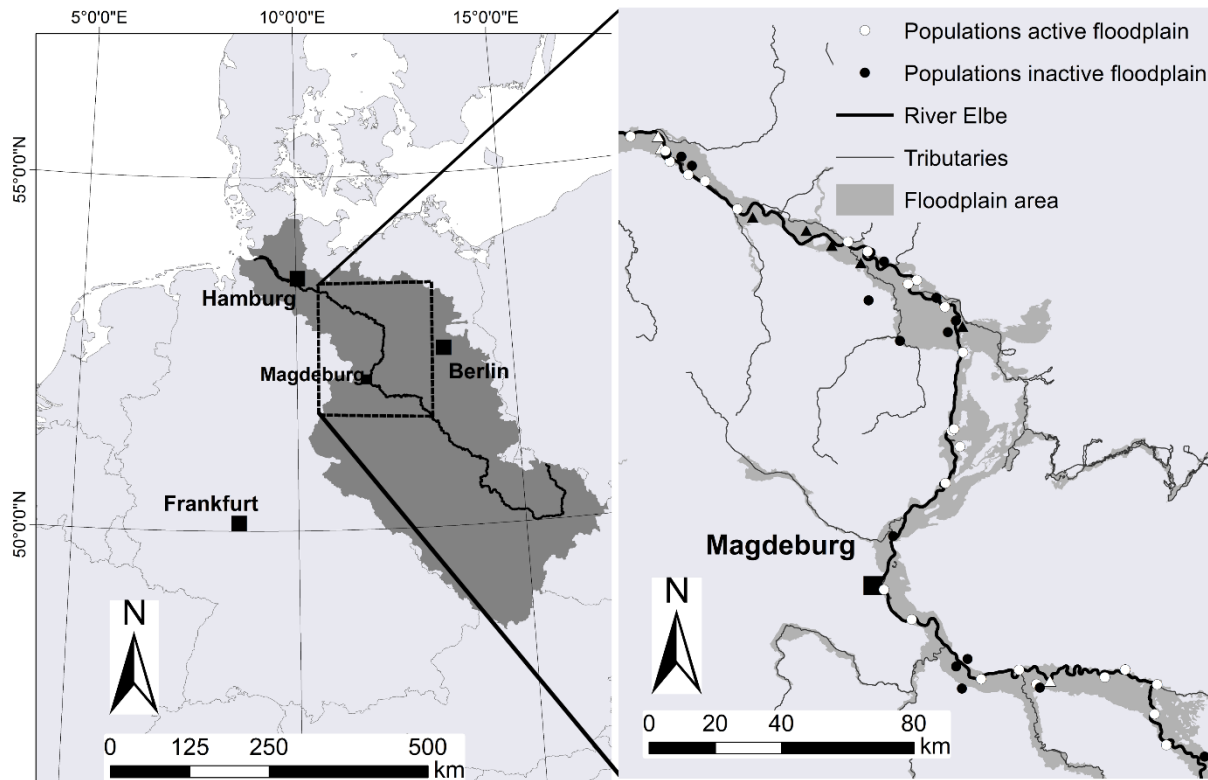 5°0'0"E
10°0'0"E
15°0'0"E
55°0'0"N
50°0'0"N
Hamburg
Magdeburg
Berlin
Frankfurt
N
0 125 250 500
km
Populations active floodplain
Populations inactive floodplain
River Elbe
Tributaries
Floodplain area
Magdeburg
N
0 20 40 80
km